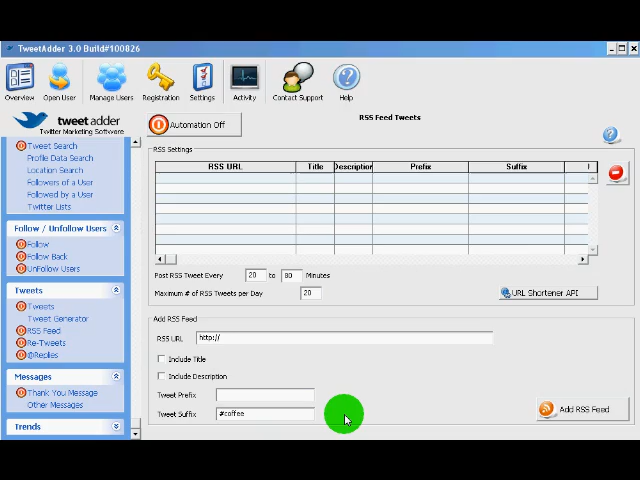 TweetAdder 3.0 Build#100826
Overview
Open User
Manage Users
Registration
Settings
Activity
Contact Support
Help
tweet adder
Twitter Marketing Software
Automation Off
RSS Feed Tweets
Tweet Search
Profile Data Search
Location Search
Followers of a User
Followed by a User
Twitter Lists
Follow / Unfollow Users
Follow
Follow Back
UnFollow Users
Tweets
Tweets
Tweet Generator
RSS Feed
Re-Tweets
@Replies
Messages
Thank You Message
Other Messages
Trends
RSS Settings
RSS URL Title Description Prefix Suffix
Post RSS Tweet Every 20 to 80 Minutes
Maximum # of RSS Tweets per Day 20
URL Shortener API
Add RSS Feed
RSS URL http://
Include Title
Include Description
Tweet Prefix
Tweet Suffix #coffee
Add RSS Feed